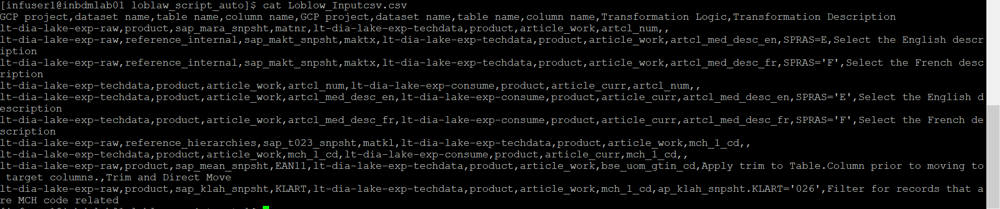 [infuser1@inbdmlab01 loblaw_script_auto]$ cat Loblow_Inputcsv.csv
GCP project,dataset name,table name,column name,GCP project,dataset name,table name,column name,Transformation Logic,Transformation Description
lt-dia-lake-exp-raw,product,sap_mara_snpsht,matnr,lt-dia-lake-exp-techdata,product,article_work,artcl_num,,
lt-dia-lake-exp-raw,reference_internal,sap_makt_snpsht,maktx,lt-dia-lake-exp-techdata,product,article_work,artcl_med_desc_en,SPRAS=E,Select the English descr
iption
lt-dia-lake-exp-raw,reference_internal,sap_makt_snpsht,maktx,lt-dia-lake-exp-techdata,product,article_work,artcl_med_desc_fr,SPRAS='F',Select the French desc
ription
lt-dia-lake-exp-techdata,product,article_work,artcl_num,lt-dia-lake-exp-consume,product,article_curr,artcl_num,,
lt-dia-lake-exp-techdata,product,article_work,artcl_med_desc_en,lt-dia-lake-exp-consume,product,article_curr,artcl_med_desc_en,SPRAS='E',Select the English d
escription
lt-dia-lake-exp-techdata,product,article_work,artcl_med_desc_fr,lt-dia-lake-exp-consume,product,article_curr,artcl_med_desc_fr,SPRAS='F',Select the French de
scription
lt-dia-lake-exp-raw,reference_hierarchies,sap_t023_snpsht,matkl,lt-dia-lake-exp-techdata,product,article_work,mch_1_cd,,
lt-dia-lake-exp-techdata,product,article_work,mch_1_cd,lt-dia-lake-exp-consume,product,article_curr,mch_1_cd,,
lt-dia-lake-exp-raw,product,sap_mean_snpsht,EAN11,lt-dia-lake-exp-techdata,product,article_work,bse_uom_gtin_cd,Apply trim to Table.Column prior to moving to
target columns.,Trim and Direct Move
lt-dia-lake-exp-raw,product,sap_klah_snpsht,KLART,lt-dia-lake-exp-techdata,product,article_work,mch_1_cd,ap_klah_snpsht.KLART='026',Filter for records that a
re MCH code related